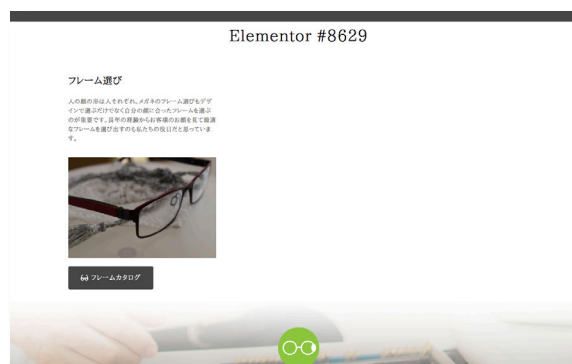 Elementor #8629
フレーム選び
人の顔の形は人それぞれ。メガネのフレーム選びもデザ
インで選ぶだけでなく自分の顔に合ったフレームを選ぶ
のが重要です。長年の経験からお客様のお顔を見て最適
なフレームを選び出すのも私たちの役目だと思っていま
す。
フレームカタログ